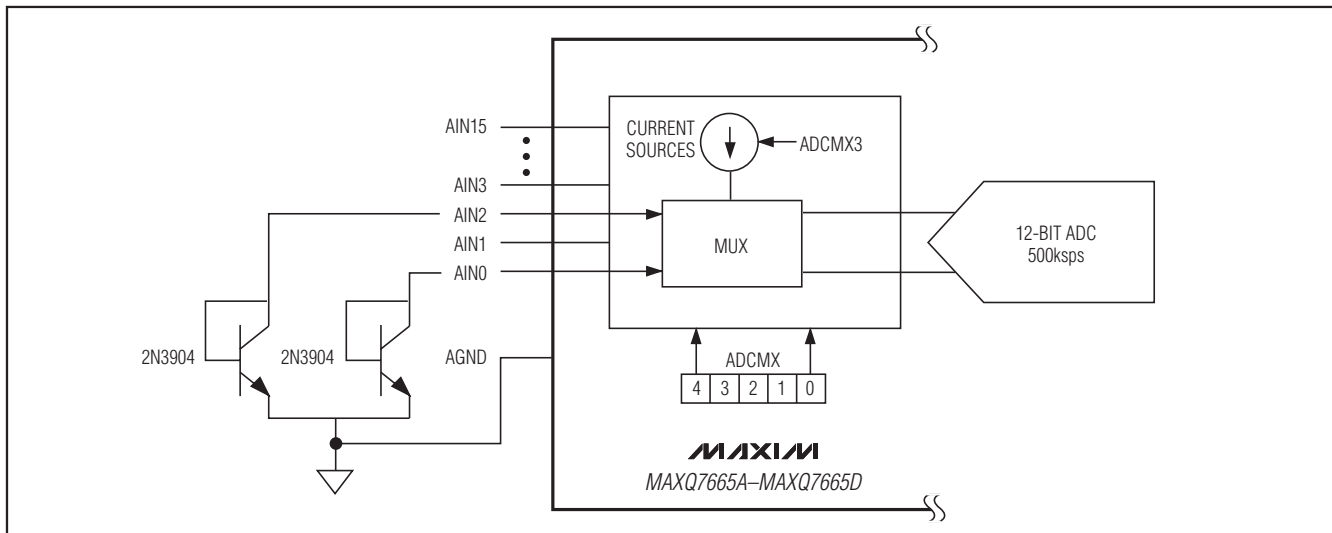 AIN15
AIN3
AIN2
AIN1
AIN0
AGND
2N3904
2N3904
CURRENT
SOURCES
ADCMX3
MUX
12-BIT ADC
500ksps
ADCMX
4 3 2 1 0
MAXIM
MAXQ7665A–MAXQ7665D